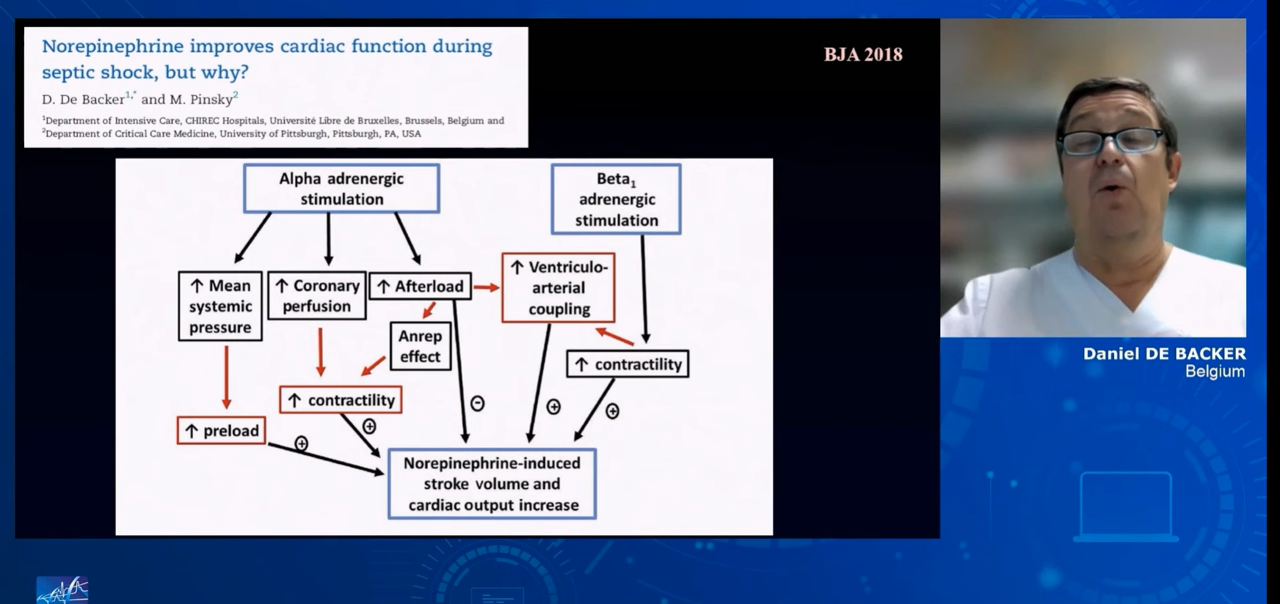 Norepinephrine improves cardiac function during
septic shock, but why?
D. De Backer1,* and M. Pinsky2
1Department of Intensive Care, CHIREC Hospitals, Université Libre de Bruxelles, Brussels, Belgium and
2Department of Critical Care Medicine, University of Pittsburgh, Pittsburgh, PA, USA
BJA 2018
Alpha adrenergic
stimulation
Beta1
adrenergic
stimulation
↑ Mean
systemic
pressure
↑ Coronary
perfusion
↑ Afterload
↑ Ventriculo-
arterial
coupling
Anrep
effect
↑ contractility
↑ contractility
↑ preload
-
+
+
+
+
Norepinephrine-induced
stroke volume and
cardiac output increase
Daniel DE BACKER
Belgium